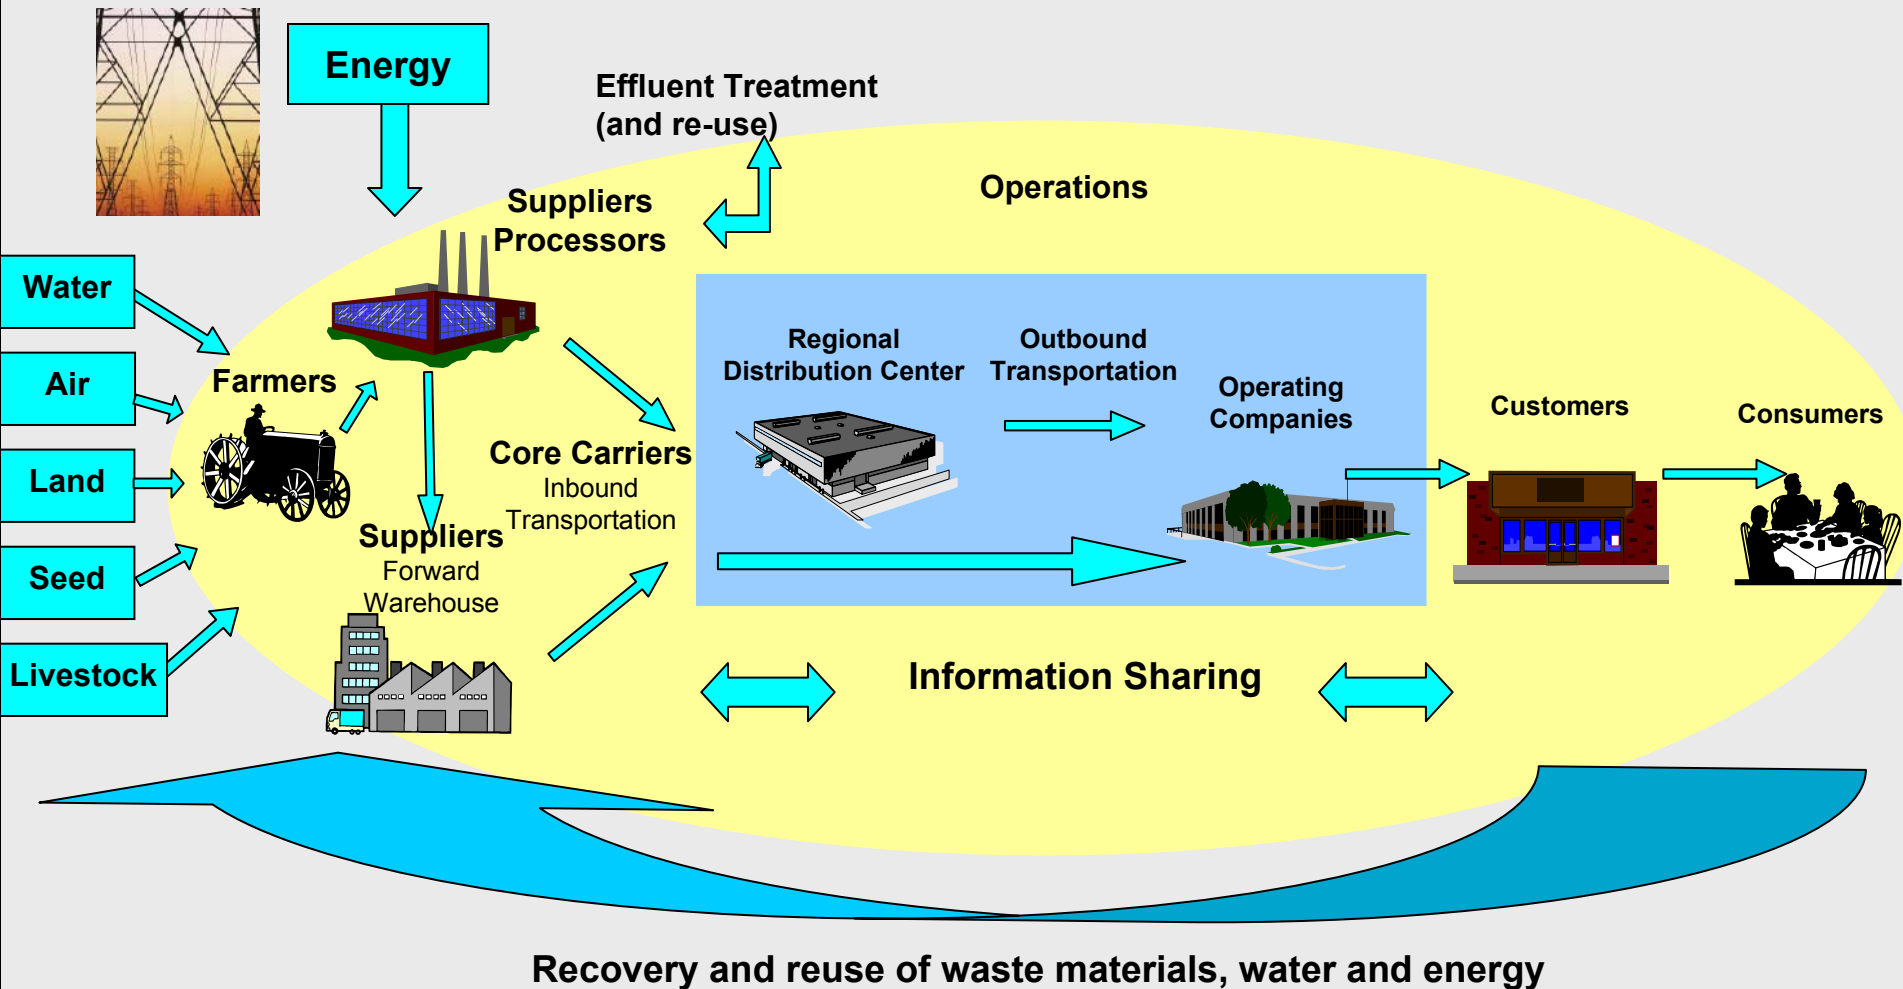 Energy
Effluent Treatment
(and re-use)
Operations
Suppliers
Processors
Water
Air
Land
Seed
Livestock
Farmers
Core Carriers
Inbound
Transportation
Suppliers
Forward
Warehouse
Regional
Distribution Center
Outbound
Transportation
Operating
Companies
Customers
Consumers
Information Sharing
Recovery and reuse of waste materials, water and energy